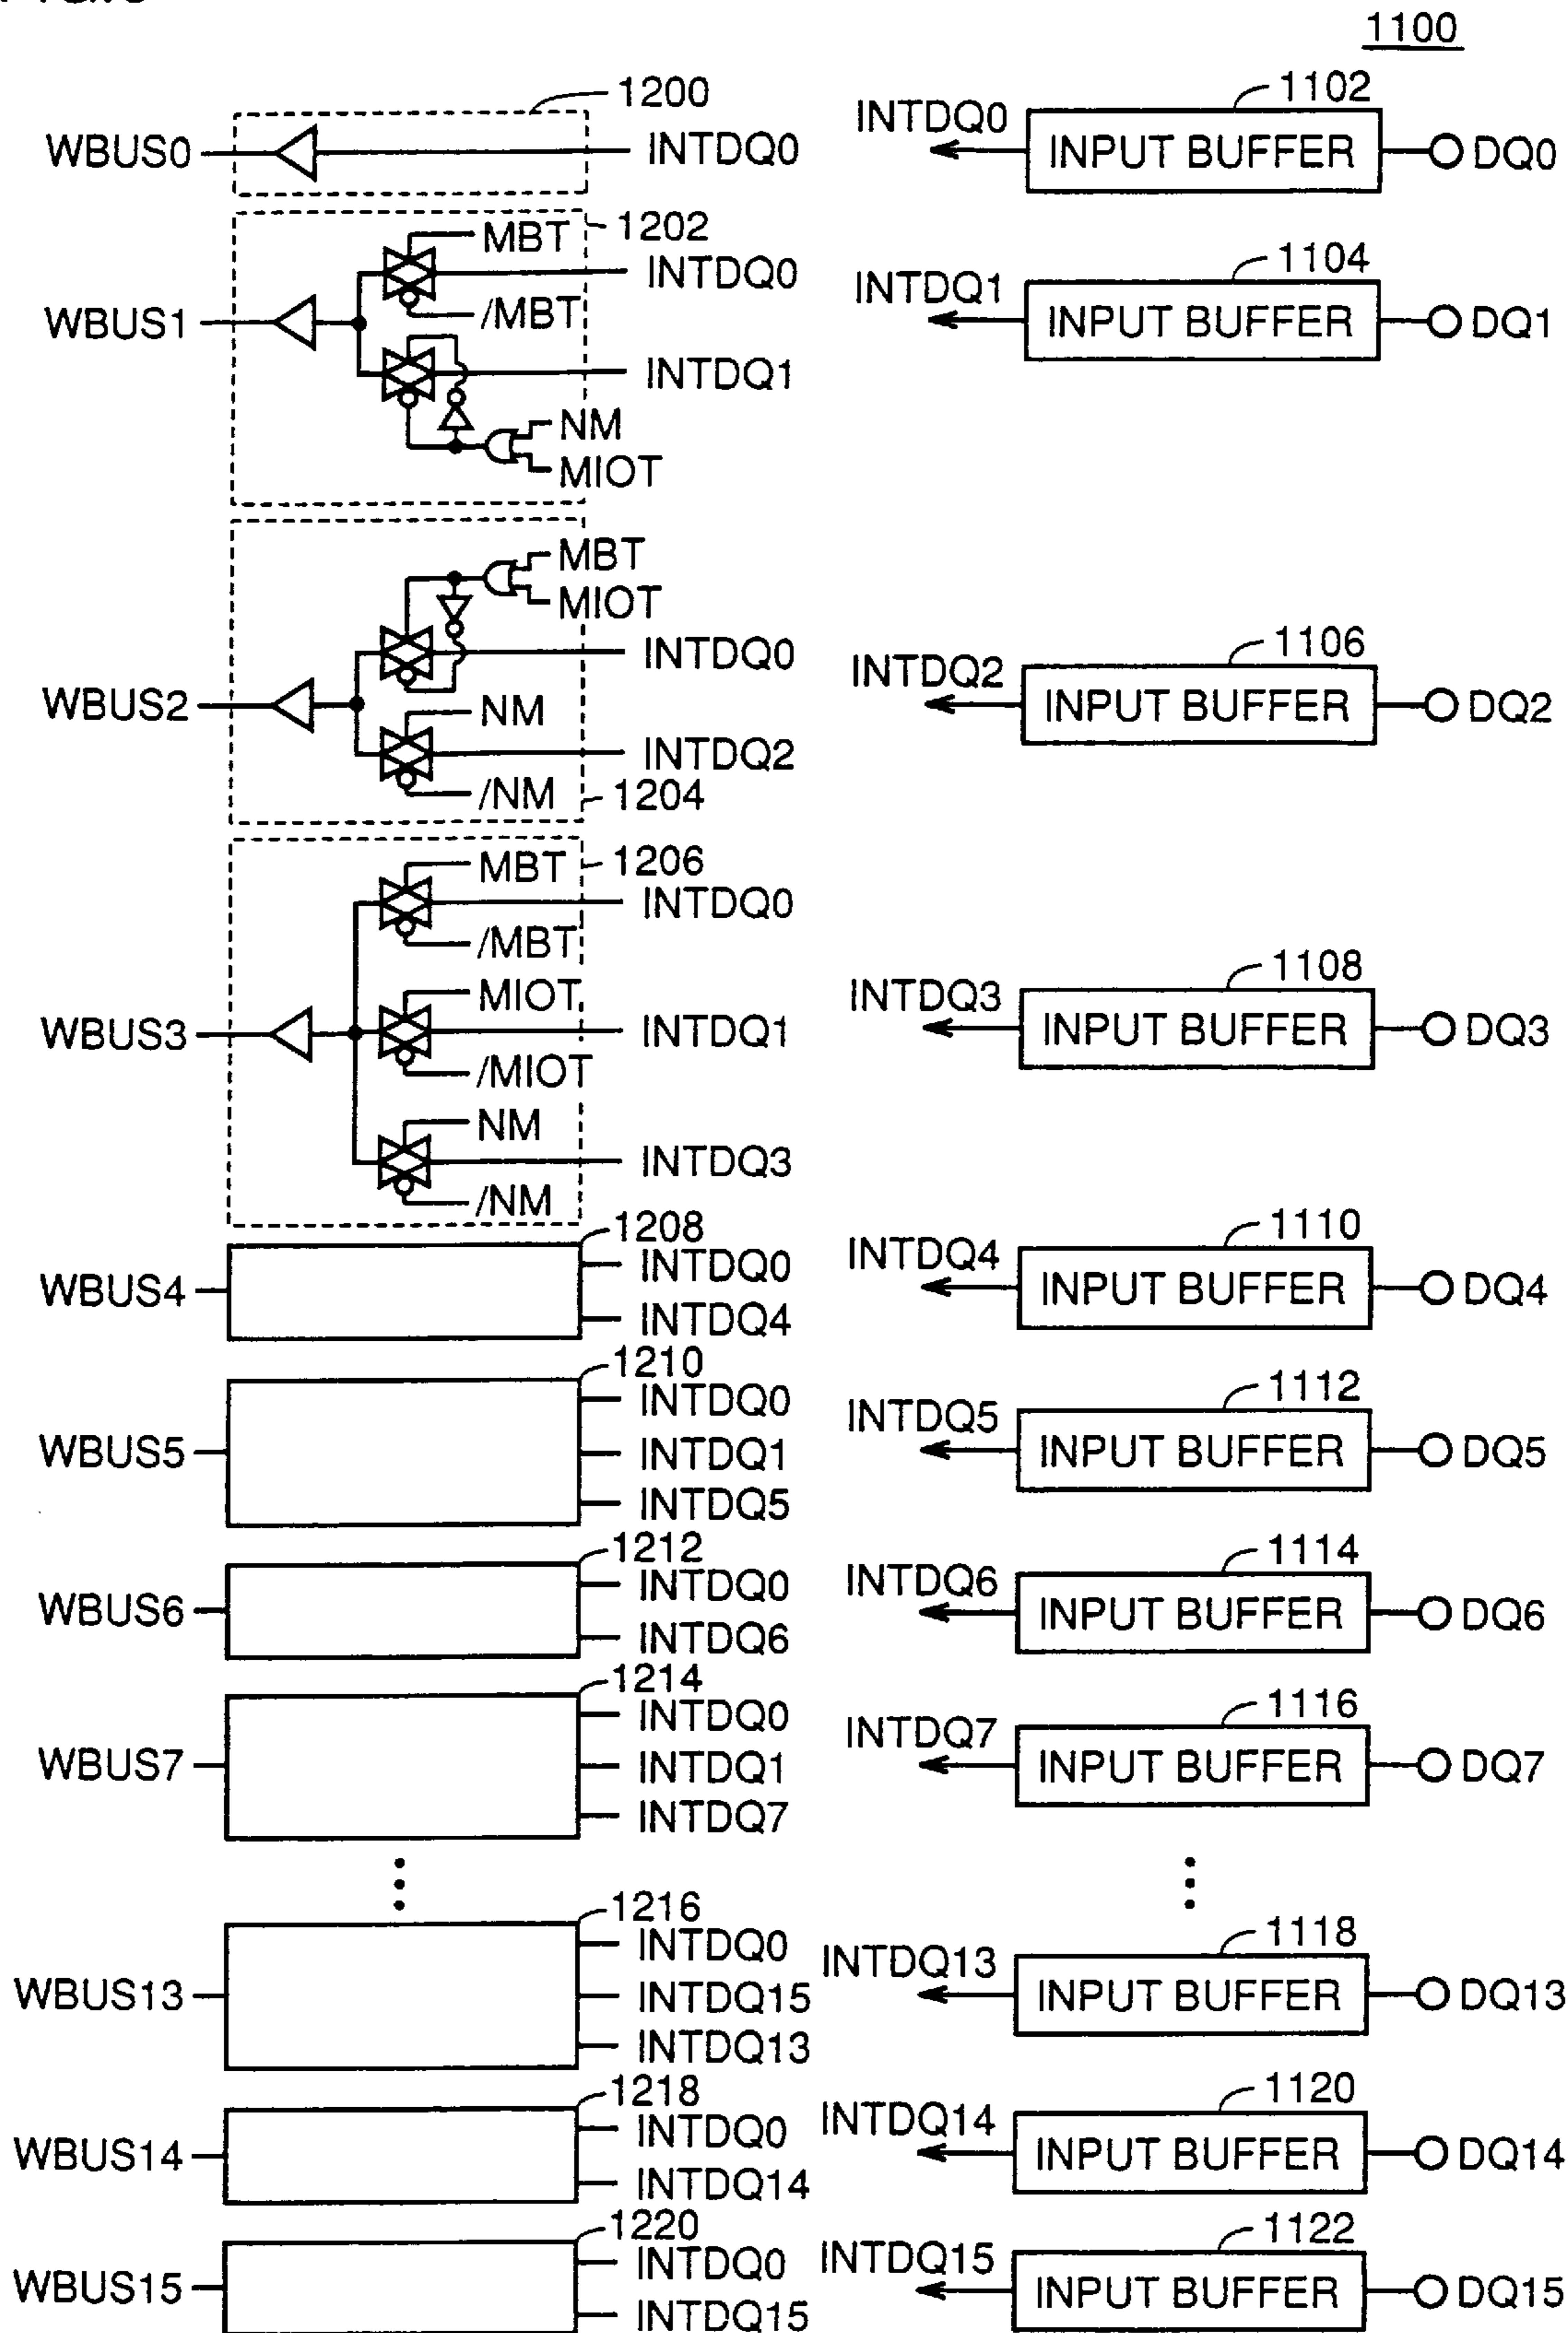 1100
1200
WBUS0
INTDQ0
INTDQ0
1102
INPUT BUFFER
DQ0
1202
MBT
INTDQ0
/MBT
WBUS1
INTDQ1
NM
MIOT
INTDQ1
1104
INPUT BUFFER
DQ1
MBT
MIOT
INTDQ0
WBUS2
NM
INTDQ2
/NM
1204
INTDQ2
1106
INPUT BUFFER
DQ2
MBT
1206
INTDQ0
/MBT
MIOT
WBUS3
INTDQ1
/MIOT
NM
INTDQ3
/NM
INTDQ3
1108
INPUT BUFFER
DQ3
1208
WBUS4
INTDQ0
INTDQ4
INTDQ4
1110
INPUT BUFFER
DQ4
1210
WBUS5
INTDQ0
INTDQ1
INTDQ5
INTDQ5
1112
INPUT BUFFER
DQ5
1212
WBUS6
INTDQ0
INTDQ6
INTDQ6
1114
INPUT BUFFER
DQ6
1214
WBUS7
INTDQ0
INTDQ1
INTDQ7
INTDQ7
1116
INPUT BUFFER
DQ7
1216
WBUS13
INTDQ0
INTDQ15
INTDQ13
INTDQ13
1118
INPUT BUFFER
DQ13
1218
WBUS14
INTDQ0
INTDQ14
INTDQ14
1120
INPUT BUFFER
DQ14
1220
WBUS15
INTDQ0
INTDQ15
INTDQ15
1122
INPUT BUFFER
DQ15